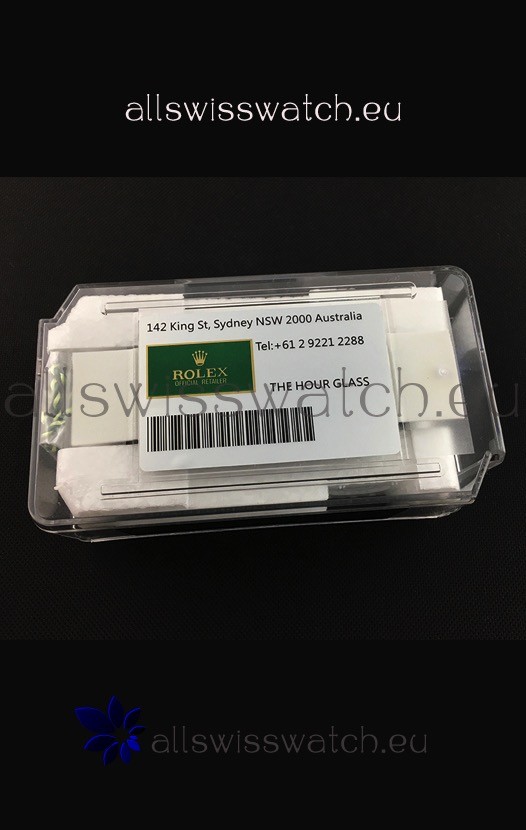 allswisswatch.eu
142 King St, Sydney NSW 2000 Australia
Tel:+61 2 9221 2288
ROLEX
OFFICIAL RETAILER
THE HOUR GLASS
allswisswatch.eu
allswisswatch.eu